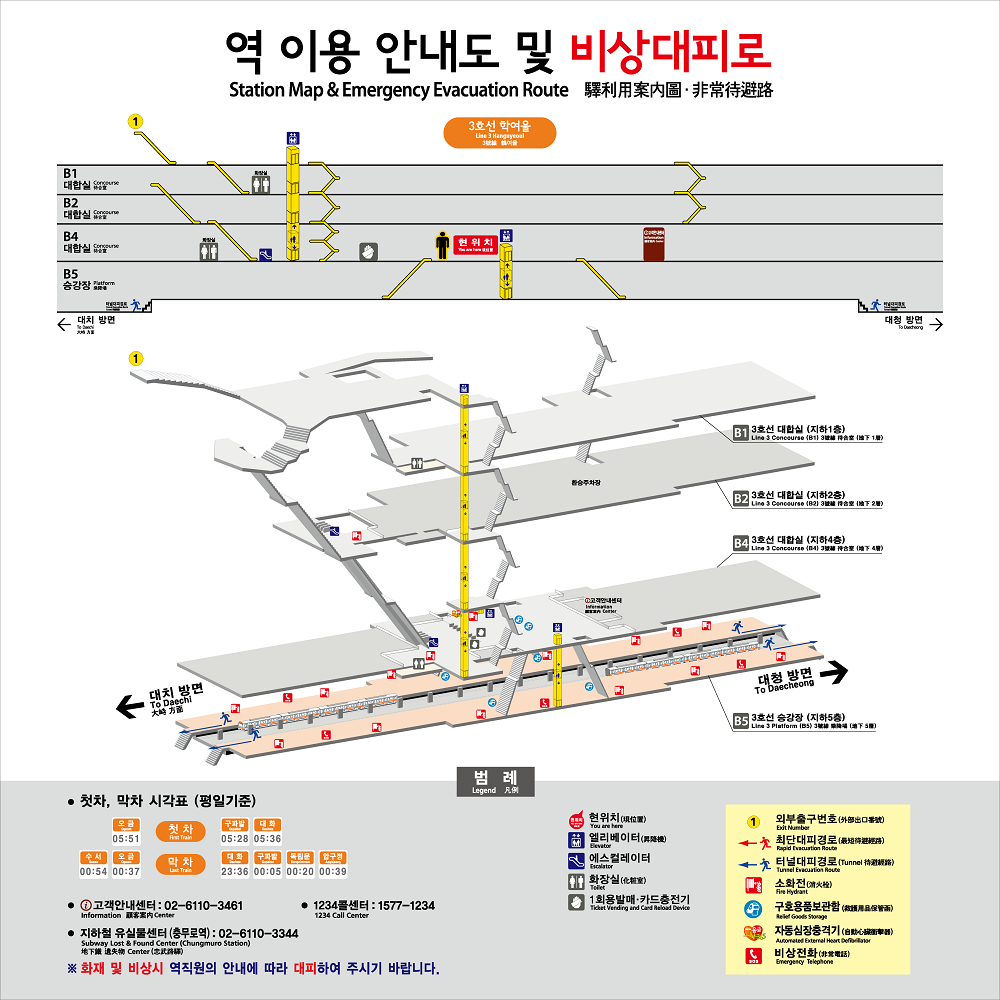 역 이용 안내도 및 비상대피로
Station Map & Emergency Evacuation Route 驛利用案内圖·非常待避路
1
3호선 학여울
Line 3 Hangnyeoul
B1
대합실 Concourse
待合室
화장실
B2
대합실 Concourse
待合室
B4
대합실 Concourse
待合室
화장실
현 위 치
You are here 現位置
고객안내센터
Information
B5
승강장 Platform
乘降場
터널대피경로
터널대피경로
대치 방면
To Daechi
大峙 方面
대청 방면
To Daecheong
1
B1 3호선 대합실 (지하1층)
Line 3 Concourse (B1) 3號線 待合室 (地下 1層)
환승주차장
B2 3호선 대합실 (지하2층)
Line 3 Concourse (B2) 3號線 待合室 (地下 2層)
B4 3호선 대합실 (지하4층)
Line 3 Concourse (B4) 3號線 待合室 (地下 4層)
고객안내센터
Information
顧客案内 Center
대치 방면
To Daechi
大峙 方面
대청 방면
To Daecheong
B5 3호선 승강장 (지하5층)
Line 3 Platform (B5) 3號線 乘降場 (地下 5層)
범 례
Legend 凡例
• 첫차, 막차 시각표 (평일기준)
오 금
05:51
첫 차
First Train
구파발
05:28
대 화
05:36
수 서
00:54
오 금
00:37
막 차
Last Train
대 화
23:36
구파발
00:05
독립문
00:20
압구정
00:39
• 고객안내센터 : 02-6110-3461
Information 顧客案内 Center
• 1234콜센터 : 1577-1234
1234 Call Center
• 지하철 유실물센터 (충무로역) : 02-6110-3344
Subway Lost & Found Center (Chungmuro Station)
地下鐵 遺失物 Center (忠武路驛)
※ 화재 및 비상시 역직원의 안내에 따라 대피하여 주시기 바랍니다.
현위치(現位置)
You are here
엘리베이터(昇降機)
Elevator
에스컬레이터
Escalator
화장실(化粧室)
Toilet
1회용발매·카드충전기
Ticket Vending and Card Reload Device
1 외부출구번호(外部出口番號)
Exit Number
최단대피경로(最短待避經路)
Rapid Evacuation Route
터널대피경로(Tunnel 待避經路)
Tunnel Evacuation Route
소화전(消火栓)
Fire Hydrant
구호용품보관함(救護用品保管函)
Relief Goods Storage
자동심장충격기(自動心臟衝擊器)
Automated External Heart Defibrillator
비상전화(非常電話)
Emergency Telephone
SOS